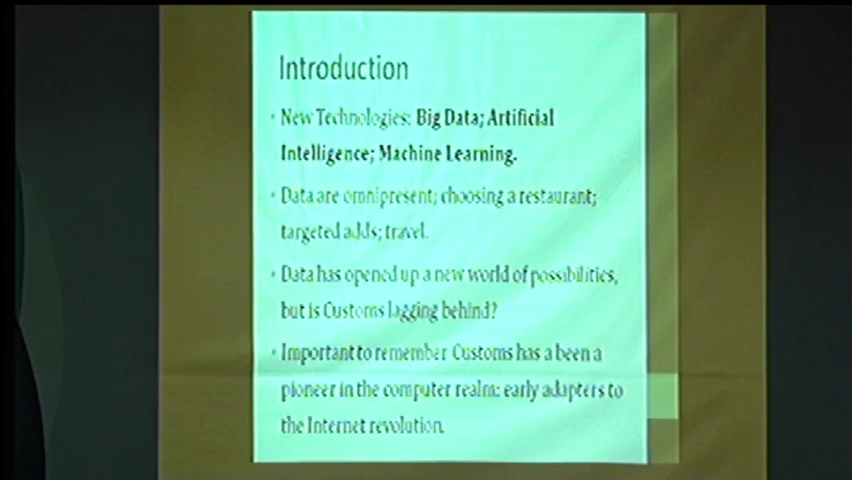 Introduction
• New Technologies: Big Data; Artificial
Intelligence; Machine Learning.
• Data are omnipresent; choosing a restaurant;
targeted adds; travel.
• Data has opened up a new world of possibilities,
but is Customs lagging behind?
• Important to remember Customs has a been a
pioneer in the computer realm: early adapters to
the Internet revolution.